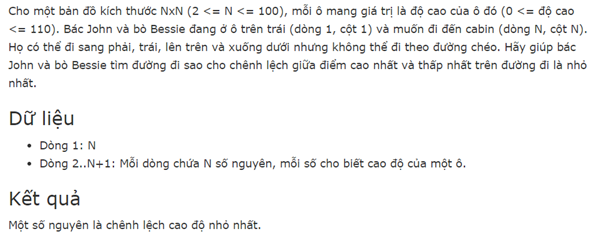 Cho một bản đồ kích thước NxN (2 <= N <= 100), mỗi ô mang giá trị là độ cao của ô đó (0 <= độ cao
<= 110). Bác John và bò Bessie đang ở ô trên trái (dòng 1, cột 1) và muốn đi đến cabin (dòng N, cột N).
Họ có thể đi sang phải, trái, lên trên và xuống dưới nhưng không thể đi theo đường chéo. Hãy giúp bác
John và bò Bessie tìm đường đi sao cho chênh lệch giữa điểm cao nhất và thấp nhất trên đường đi là nhỏ
nhất.
Dữ liệu
• Dòng 1: N
• Dòng 2..N+1: Mỗi dòng chứa N số nguyên, mỗi số cho biết cao độ của một ô.
Kết quả
Một số nguyên là chênh lệch cao độ nhỏ nhất.